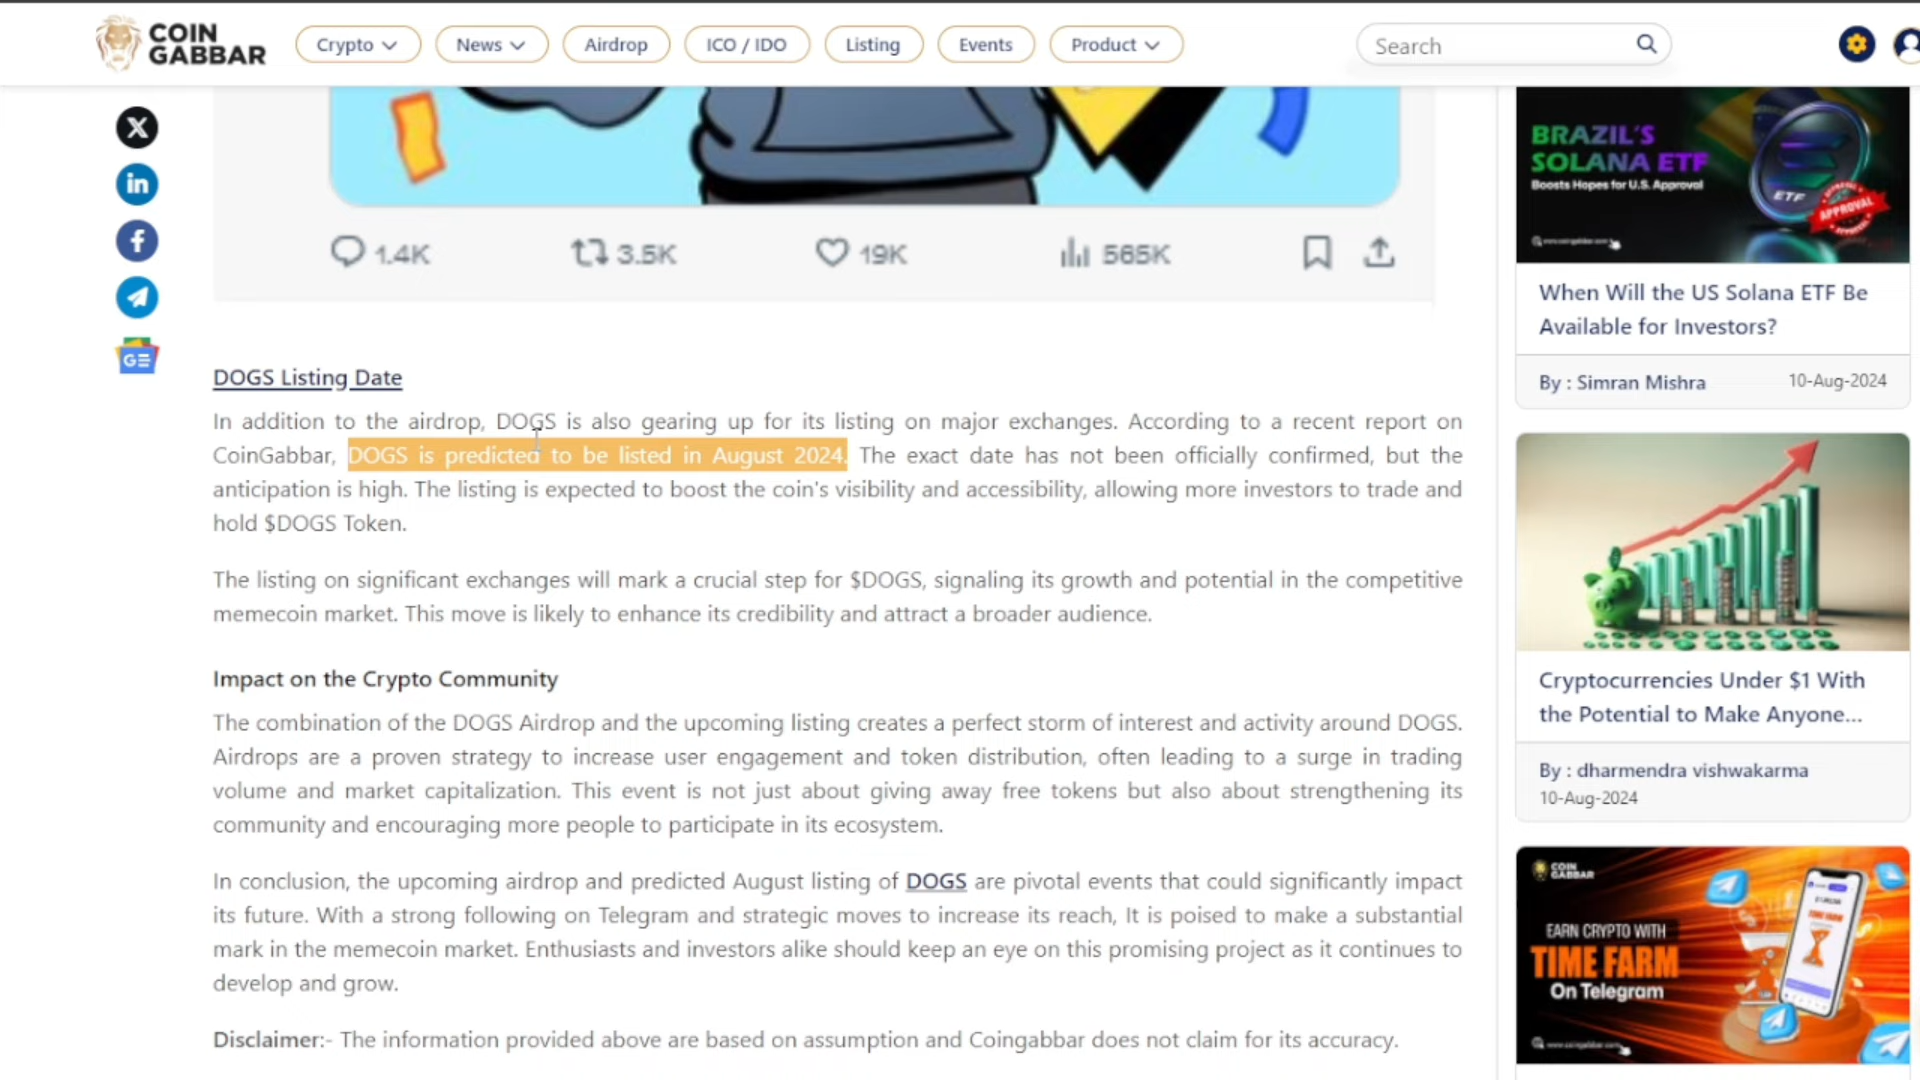 COIN
GABBAR
Crypto
News
Airdrop
ICO / IDO
Listing
Events
Product
Search
1.4K
3.5K
19K
565K
DOGS Listing Date
In addition to the airdrop, DOGS is also gearing up for its listing on major exchanges. According to a recent report on
CoinGabbar, DOGS is predicted to be listed in August 2024. The exact date has not been officially confirmed, but the
anticipation is high. The listing is expected to boost the coin's visibility and accessibility, allowing more investors to trade and
hold $DOGS Token.
The listing on significant exchanges will mark a crucial step for $DOGS, signaling its growth and potential in the competitive
memecoin market. This move is likely to enhance its credibility and attract a broader audience.
Impact on the Crypto Community
The combination of the DOGS Airdrop and the upcoming listing creates a perfect storm of interest and activity around DOGS.
Airdrops are a proven strategy to increase user engagement and token distribution, often leading to a surge in trading
volume and market capitalization. This event is not just about giving away free tokens but also about strengthening its
community and encouraging more people to participate in its ecosystem.
In conclusion, the upcoming airdrop and predicted August listing of DOGS are pivotal events that could significantly impact
its future. With a strong following on Telegram and strategic moves to increase its reach, It is poised to make a substantial
mark in the memecoin market. Enthusiasts and investors alike should keep an eye on this promising project as it continues to
develop and grow.
Disclaimer:- The information provided above are based on assumption and Coingabbar does not claim for its accuracy.
BRAZIL'S
SOLANA ETF
Boosts Hopes for U.S. Approval
ETF
APPROVAL
www.coingabbar.com
When Will the US Solana ETF Be
Available for Investors?
By : Simran Mishra 10-Aug-2024
Cryptocurrencies Under $1 With
the Potential to Make Anyone...
By : dharmendra vishwakarma
10-Aug-2024
COIN
GABBAR
EARN CRYPTO WITH
TIME FARM
On Telegram
www.coingabbar.com